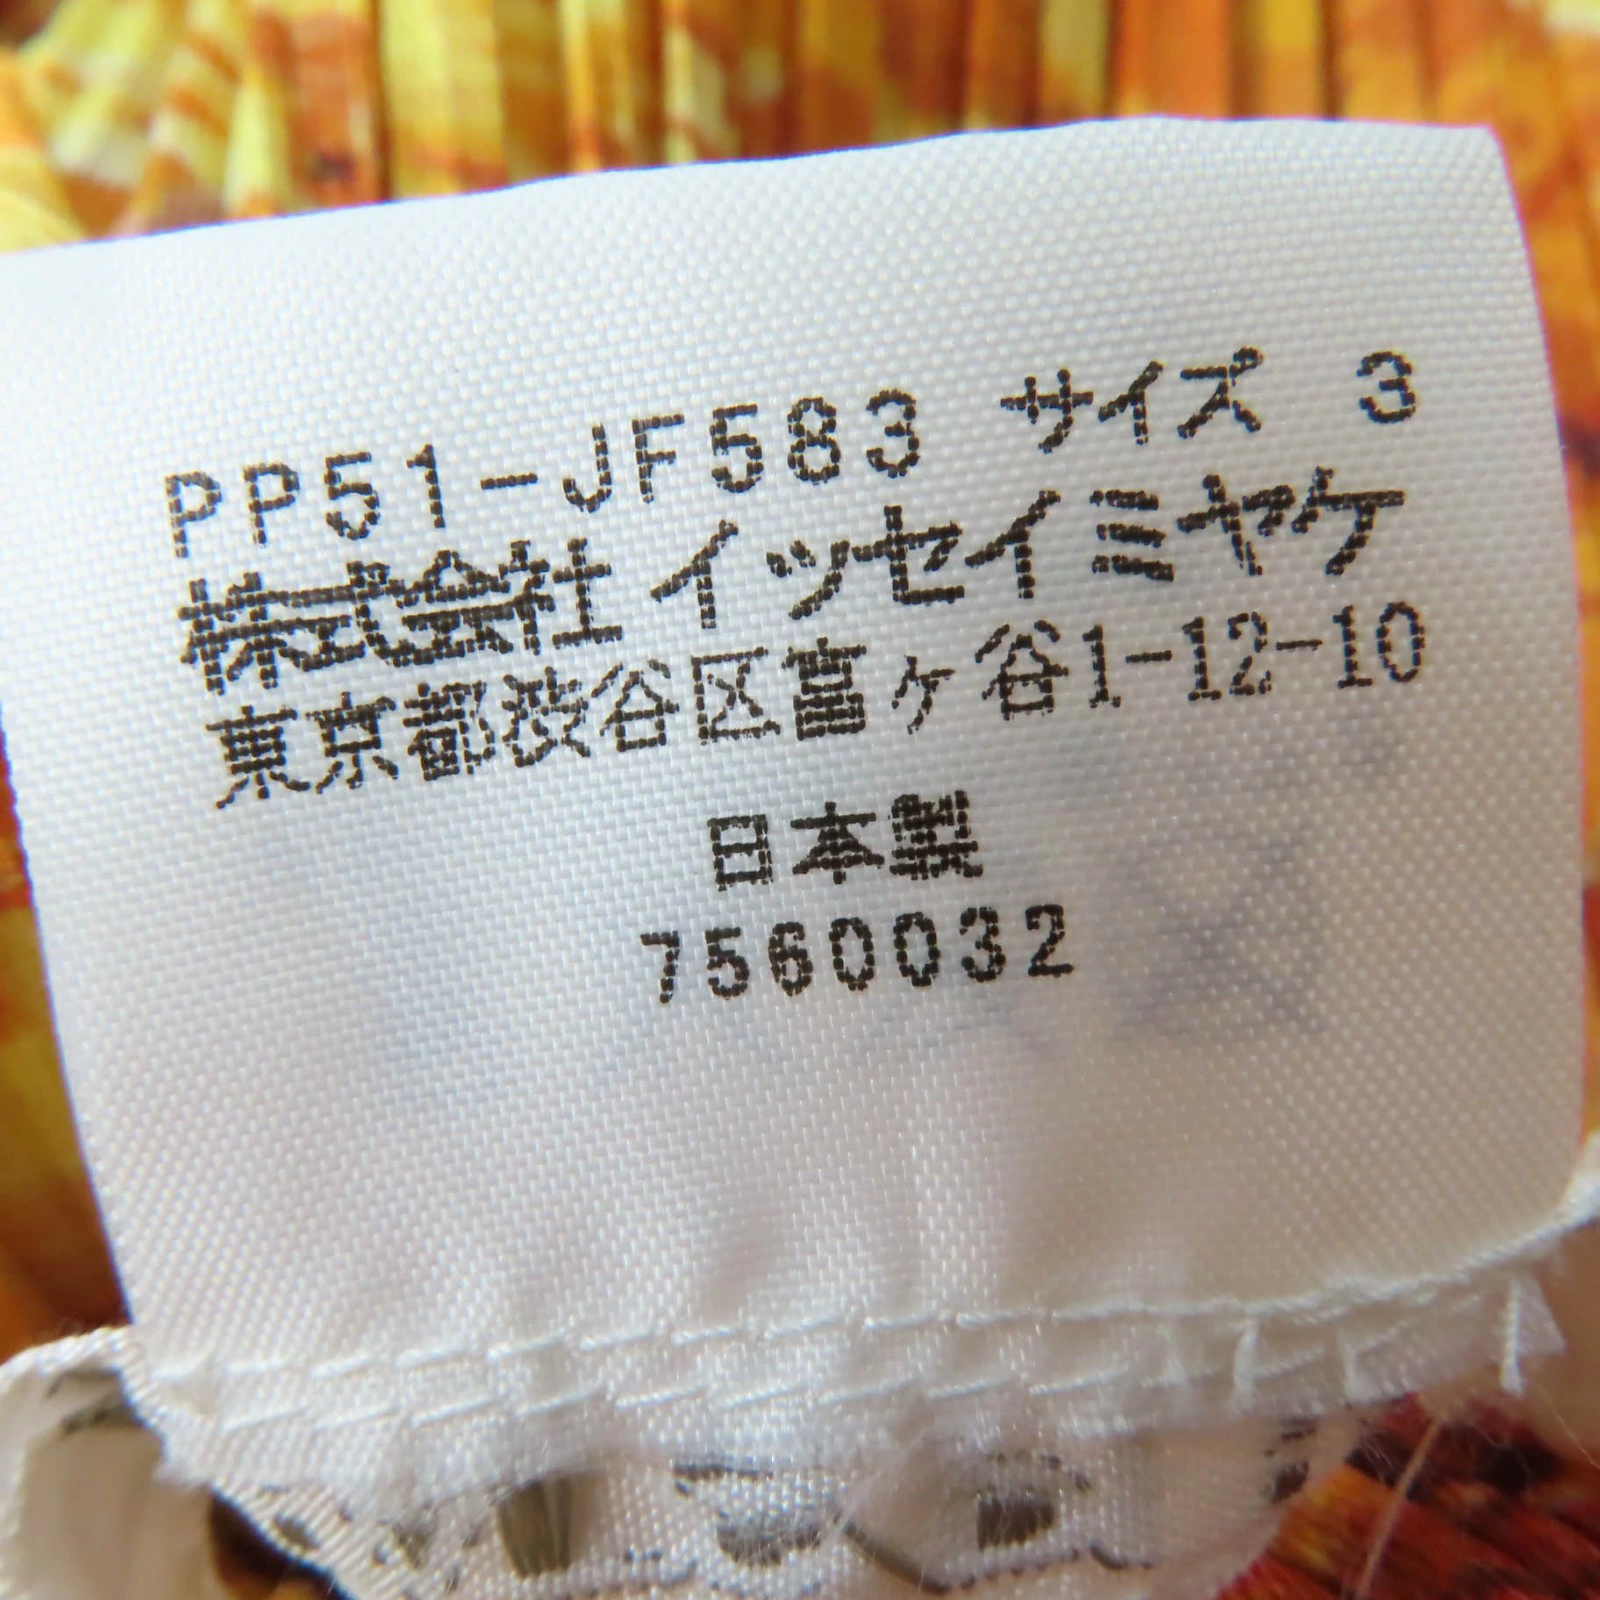 PP51-JF583 サイズ 3
株式会社 イッセイミヤケ
東京都渋谷区富ヶ谷1-12-10
日本製
7560032